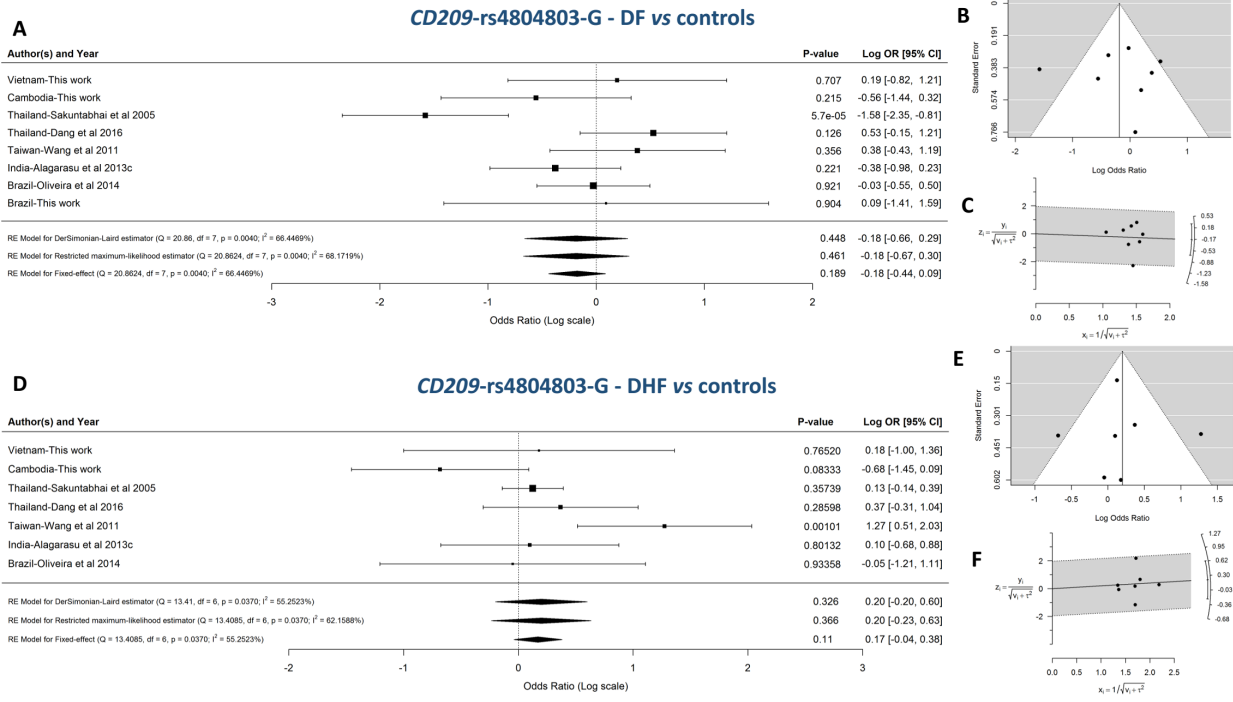 CD209-rs4804803-G - DF vs controls
A
Author(s) and Year P-value Log OR [95% CI]
Vietnam-This work 0.707 0.19 [-0.82, 1.21]
Cambodia-This work 0.215 -0.56 [-1.44, 0.32]
Thailand-Sakuntabhai et al 2005 5.7e-05 -1.58 [-2.35, -0.81]
Thailand-Dang et al 2016 0.126 0.53 [-0.15, 1.21]
Taiwan-Wang et al 2011 0.356 0.38 [-0.43, 1.19]
India-Alagarasu et al 2013c 0.221 -0.38 [-0.98, 0.23]
Brazil-Oliveira et al 2014 0.921 -0.03 [-0.55, 0.50]
Brazil-This work 0.904 0.09 [-1.41, 1.59]
RE Model for DerSimonian-Laird estimator (Q = 20.86, df = 7, p = 0.0040; I² = 66.4469%) 0.448 -0.18 [-0.66, 0.29]
RE Model for Restricted maximum-likelihood estimator (Q = 20.8624, df = 7, p = 0.0040; I² = 68.1719%) 0.461 -0.18 [-0.67, 0.30]
RE Model for Fixed-effect (Q = 20.8624, df = 7, p = 0.0040; I² = 66.4469%) 0.189 -0.18 [-0.44, 0.09]
-3 -2 -1 0 1 2
Odds Ratio (Log scale)
B
Standard Error
0
0.191
0.383
0.574
0.766
-2 -1 0 1
Log Odds Ratio
C
zᵢ = yᵢ / √(vᵢ + τ²)
2
0
-2
0.53
0.18
-0.17
-0.53
-0.88
-1.23
-1.58
0.0 0.5 1.0 1.5 2.0
xᵢ = 1/√(vᵢ + τ²)
D
CD209-rs4804803-G - DHF vs controls
Author(s) and Year P-value Log OR [95% CI]
Vietnam-This work 0.76520 0.18 [-1.00, 1.36]
Cambodia-This work 0.08333 -0.68 [-1.45, 0.09]
Thailand-Sakuntabhai et al 2005 0.35739 0.13 [-0.14, 0.39]
Thailand-Dang et al 2016 0.28598 0.37 [-0.31, 1.04]
Taiwan-Wang et al 2011 0.00101 1.27 [ 0.51, 2.03]
India-Alagarasu et al 2013c 0.80132 0.10 [-0.68, 0.88]
Brazil-Oliveira et al 2014 0.93358 -0.05 [-1.21, 1.11]
RE Model for DerSimonian-Laird estimator (Q = 13.41, df = 6, p = 0.0370; I² = 55.2523%) 0.326 0.20 [-0.20, 0.60]
RE Model for Restricted maximum-likelihood estimator (Q = 13.4085, df = 6, p = 0.0370; I² = 62.1588%) 0.366 0.20 [-0.23, 0.63]
RE Model for Fixed-effect (Q = 13.4085, df = 6, p = 0.0370; I² = 55.2523%) 0.11 0.17 [-0.04, 0.38]
-2 -1 0 1 2 3
Odds Ratio (Log scale)
E
Standard Error
0
0.15
0.301
0.451
0.602
-1 -0.5 0 0.5 1 1.5
Log Odds Ratio
F
zᵢ = yᵢ / √(vᵢ + τ²)
2
0
-2
1.27
0.95
0.62
0.30
-0.03
-0.36
-0.68
0.0 0.5 1.0 1.5 2.0 2.5
xᵢ = 1/√(vᵢ + τ²)